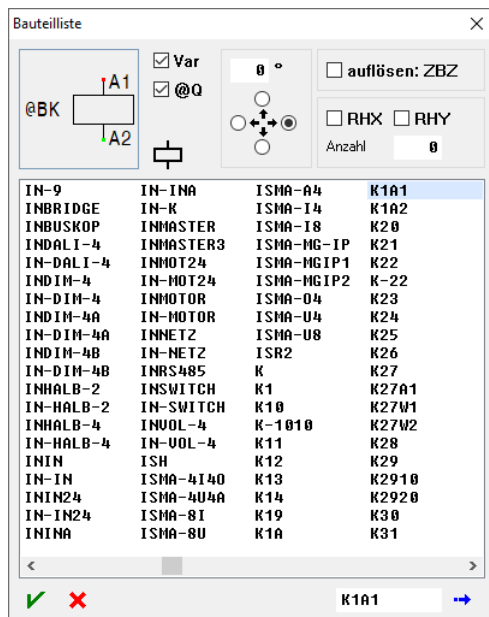 Bauteilliste
@BK A1 A2
Var
@Q
0 °
auflösen: ZBZ
RHX RHY
Anzahl 0
IN-9 IN-INA ISMA-A4 K1A1
INBRIDGE IN-K ISMA-I4 K1A2
INBUSKOP INMASTER ISMA-I8 K20
INDALI-4 INMASTER3 ISMA-MG-IP K21
IN-DALI-4 INMOT24 ISMA-MGIP1 K22
INDIM-4 IN-MOT24 ISMA-MGIP2 K-22
IN-DIM-4 INMOTOR ISMA-O4 K23
INDIM-4A IN-MOTOR ISMA-U4 K24
IN-DIM-4A INNETZ ISMA-U8 K25
INDIM-4B IN-NETZ ISR2 K26
IN-DIM-4B INRS485 K K27
INHALB-2 INSWITCH K1 K27A1
IN-HALB-2 IN-SWITCH K10 K27W1
INHALB-4 INVOL-4 K-1010 K27W2
IN-HALB-4 IN-VOL-4 K11 K28
ININ ISH K12 K29
IN-IN ISMA-4I4O K13 K2910
ININ24 ISMA-4U4A K14 K2920
IN-IN24 ISMA-8I K19 K30
ININA ISMA-8U K1A K31
K1A1